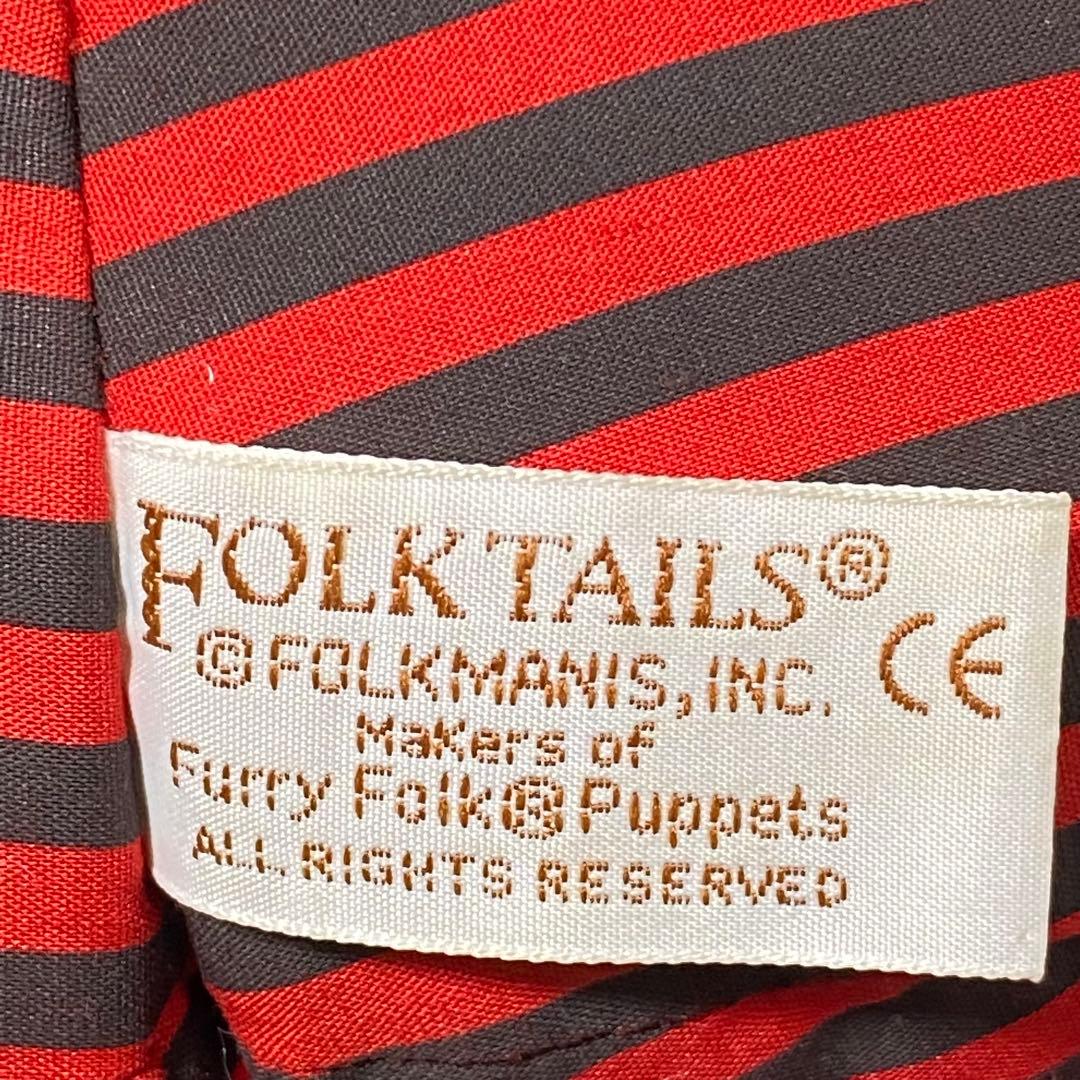 FOLKTAILS®
©FOLKMANIS, INC. CE
Makers of
Furry Folk® Puppets
ALL RIGHTS RESERVED